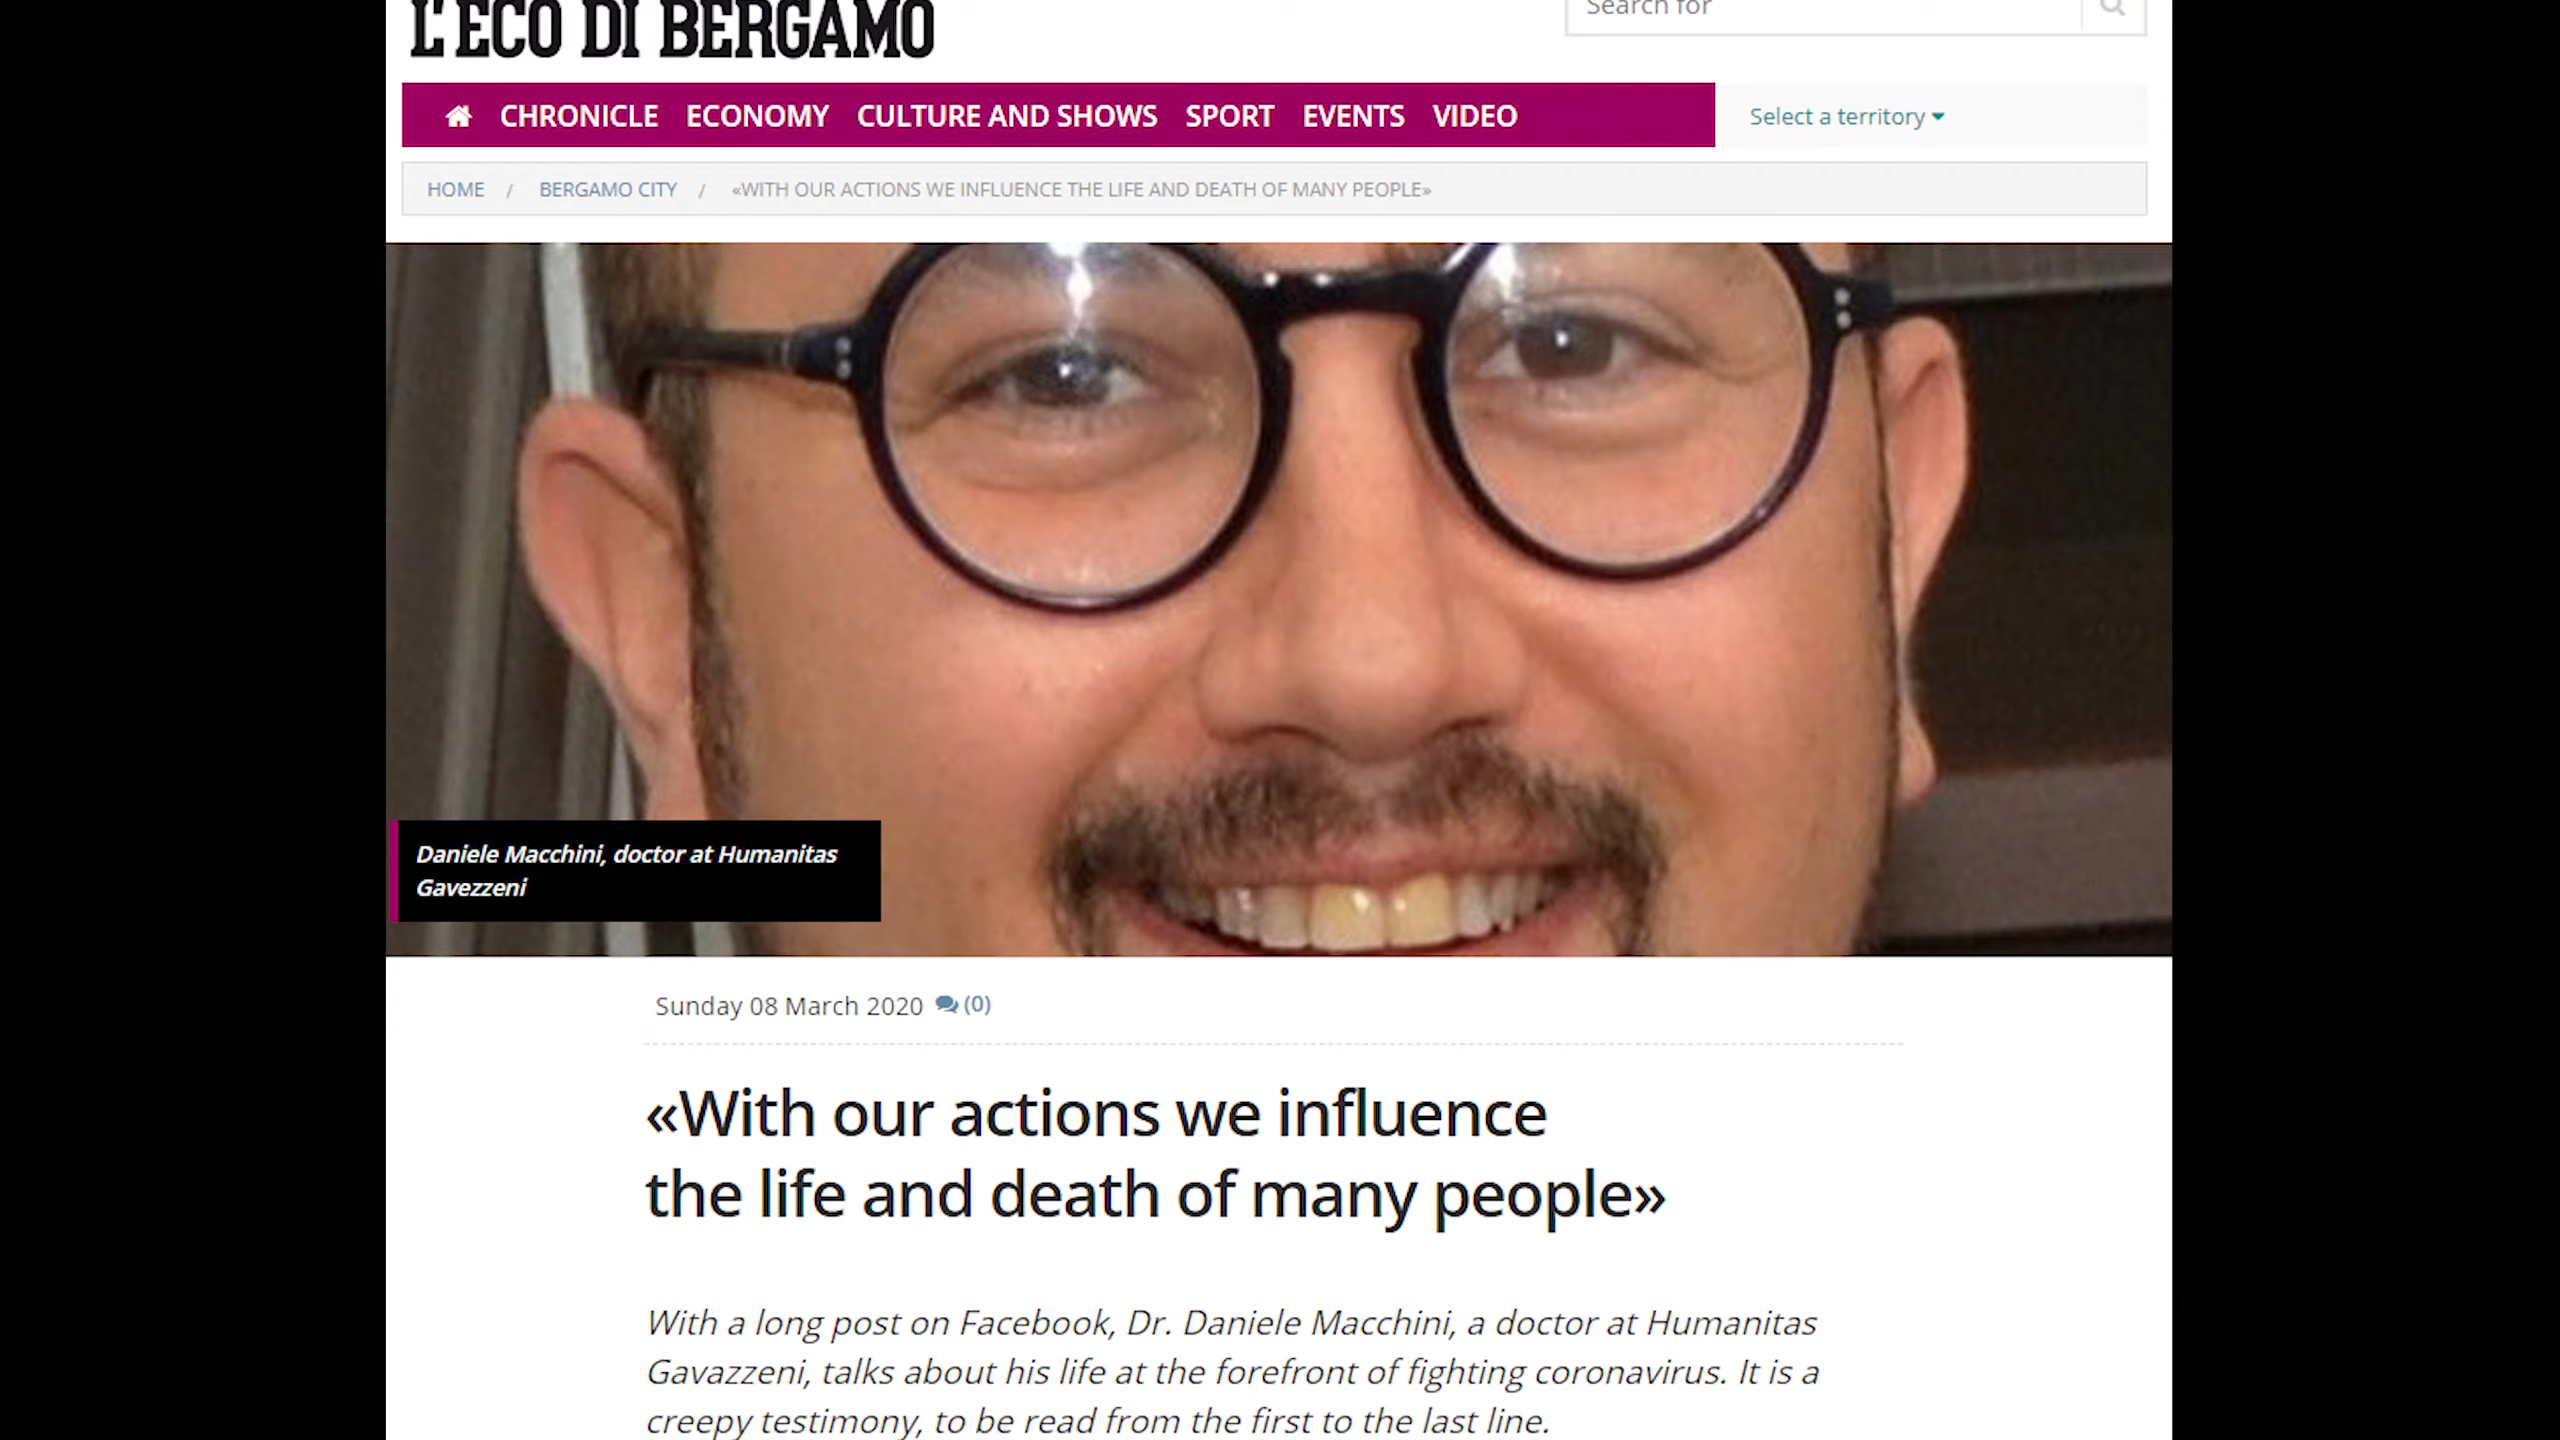 L'ECO DI BERGAMO
Search for
CHRONICLE ECONOMY CULTURE AND SHOWS SPORT EVENTS VIDEO
Select a territory
HOME / BERGAMO CITY / «WITH OUR ACTIONS WE INFLUENCE THE LIFE AND DEATH OF MANY PEOPLE»
Daniele Macchini, doctor at Humanitas
Gavezzeni
Sunday 08 March 2020 (0)
«With our actions we influence
the life and death of many people»
With a long post on Facebook, Dr. Daniele Macchini, a doctor at Humanitas
Gavazzeni, talks about his life at the forefront of fighting coronavirus. It is a
creepy testimony, to be read from the first to the last line.